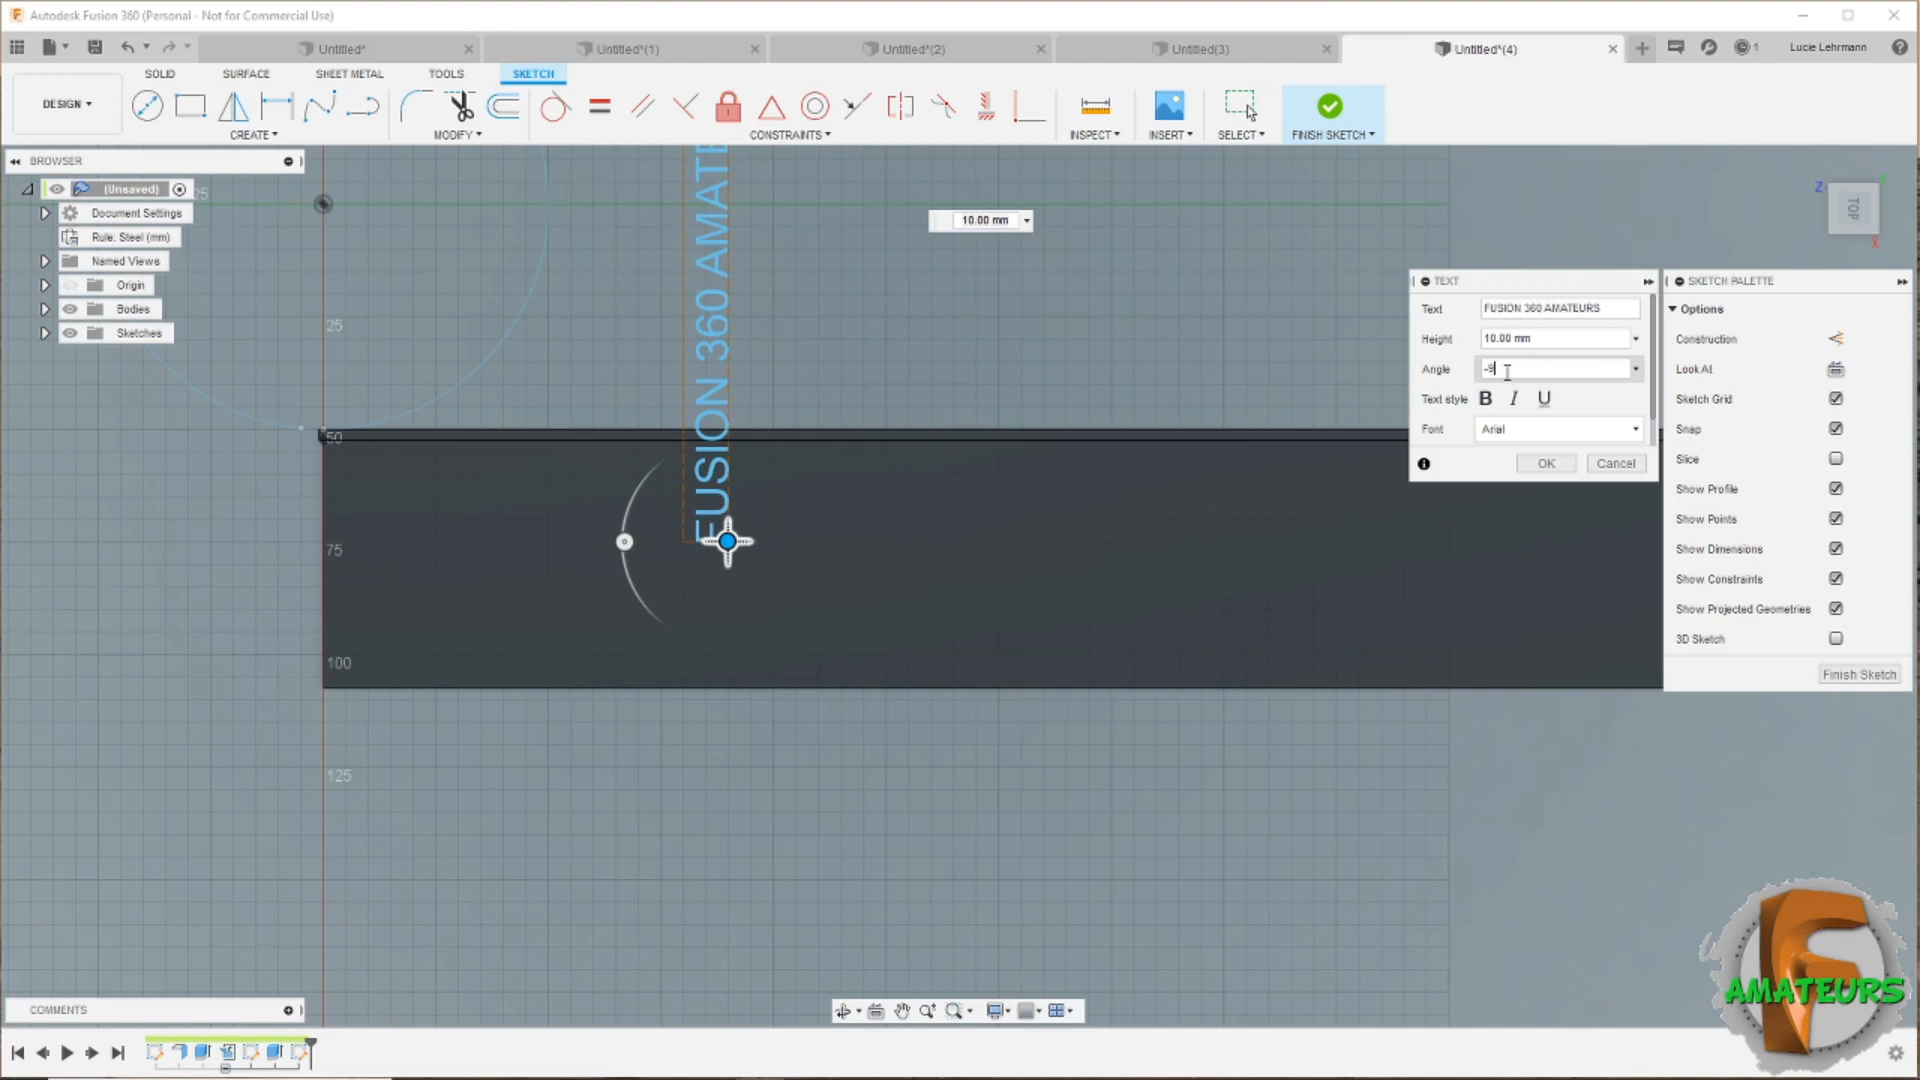 Autodesk Fusion 360 (Personal - Not for Commercial Use)
Untitled*
Untitled*(1)
Untitled*(2)
Untitled(3)
Untitled*(4)
1
Lucie Lehrmann
DESIGN
SOLID
SURFACE
SHEET METAL
TOOLS
SKETCH
CREATE
MODIFY
CONSTRAINTS
INSPECT
INSERT
SELECT
FINISH SKETCH
BROWSER
(Unsaved)
25
Document Settings
Rule: Steel (mm)
Named Views
Origin
Bodies
Sketches
25
50
75
100
125
FUSION 360 AMATE
10.00 mm
Z
TOP
X
TEXT
Text
FUSION 360 AMATEURS
Height
10.00 mm
Angle
-9
Text style
B
I
U
Font
Arial
OK
Cancel
SKETCH PALETTE
Options
Construction
Look At
Sketch Grid
Snap
Slice
Show Profile
Show Points
Show Dimensions
Show Constraints
Show Projected Geometries
3D Sketch
Finish Sketch
COMMENTS
AMATEURS